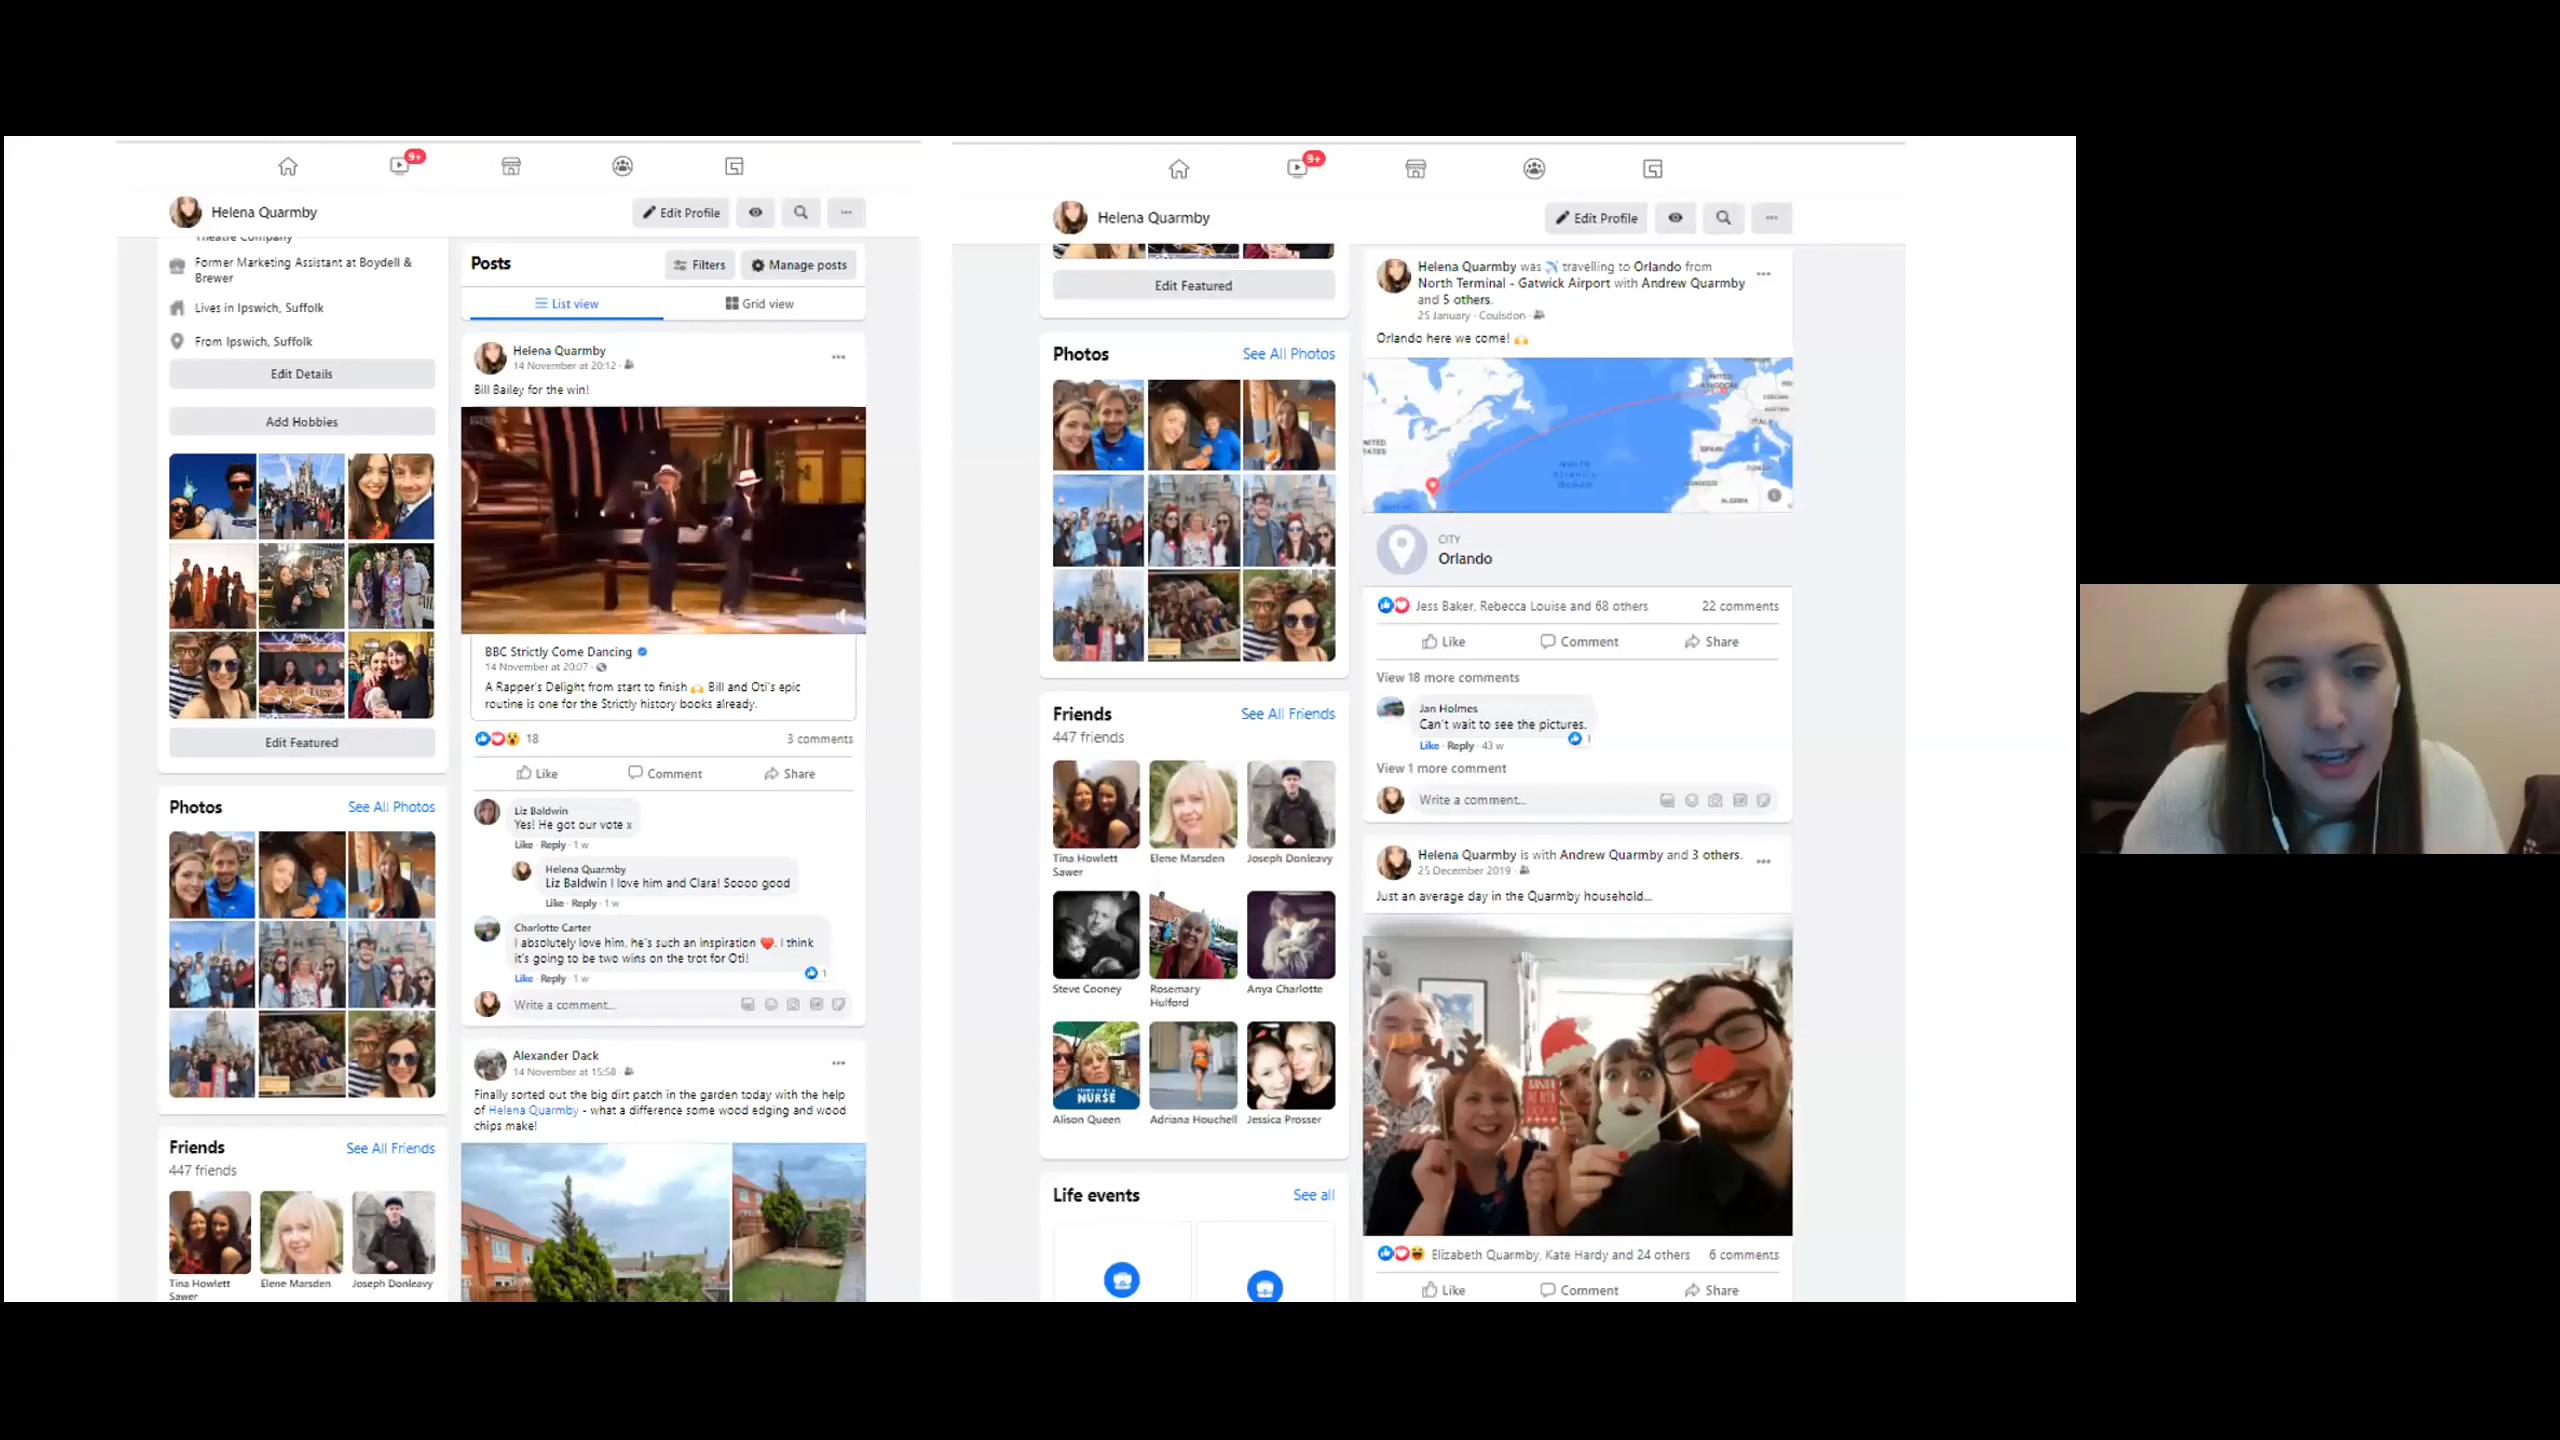 9+
Helena Quarmby
Edit Profile
Theatre Company
Former Marketing Assistant at Boydell &
Brewer
Lives in Ipswich, Suffolk
From Ipswich, Suffolk
Edit Details
Add Hobbies
Edit Featured
Photos
See All Photos
Friends
See All Friends
447 friends
Tina Howlett
Sawer
Elene Marsden
Joseph Donleavy
Posts
Filters
Manage posts
List view
Grid view
Helena Quarmby
14 November at 20:12
Bill Bailey for the win!
BBC Strictly Come Dancing
14 November at 20:07
A Rapper's Delight from start to finish 🙌 Bill and Oti's epic
routine is one for the Strictly history books already.
18
3 comments
Like
Comment
Share
Liz Baldwin
Yes! He got our vote x
Like · Reply · 1 w
Helena Quarmby
Liz Baldwin I love him and Clara! Soooo good
Like · Reply · 1 w
Charlotte Carter
I absolutely love him, he's such an inspiration ❤. I think
it's going to be two wins on the trot for Oti!
1
Like · Reply · 1 w
Write a comment...
Alexander Dack
14 November at 15:58
Finally sorted out the big dirt patch in the garden today with the help
of Helena Quarmby - what a difference some wood edging and wood
chips make!
9+
Helena Quarmby
Edit Profile
Edit Featured
Photos
See All Photos
Friends
See All Friends
447 friends
Tina Howlett
Sawer
Elene Marsden
Joseph Donleavy
Steve Cooney
Rosemary
Hulford
Anya Charlotte
NURSE
Alison Queen
Adriana Houchell
Jessica Prosser
Life events
See all
Helena Quarmby was ✈ travelling to Orlando from
North Terminal - Gatwick Airport with Andrew Quarmby
and 5 others.
25 January · Coulsdon
Orlando here we come! 🙌
UNITED
KINGDOM
ITALY
SPAIN
ALGERIA
CITY
Orlando
Jess Baker, Rebecca Louise and 68 others
22 comments
Like
Comment
Share
View 18 more comments
Jan Holmes
Can't wait to see the pictures.
1
Like · Reply · 43 w
View 1 more comment
Write a comment...
Helena Quarmby is with Andrew Quarmby and 3 others.
25 December 2019
Just an average day in the Quarmby household...
Elizabeth Quarmby, Kate Hardy and 24 others
6 comments
Like
Comment
Share